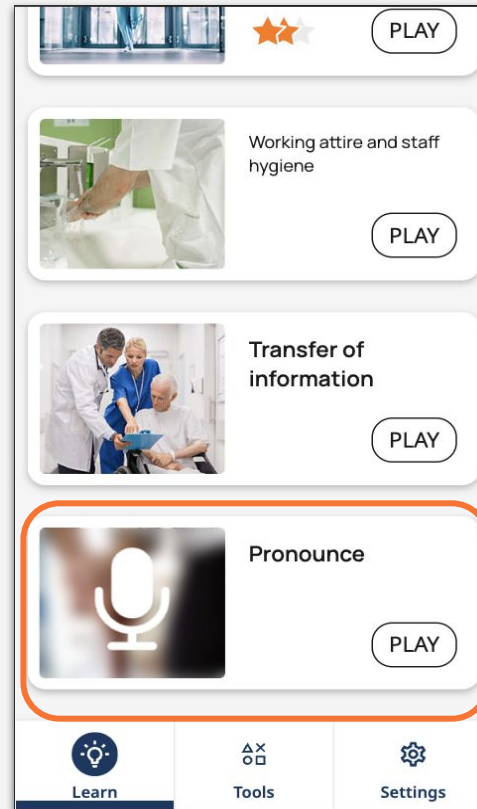 PLAY
Working attire and staff
hygiene
PLAY
Transfer of
information
PLAY
Pronounce
PLAY
Learn
Tools
Settings